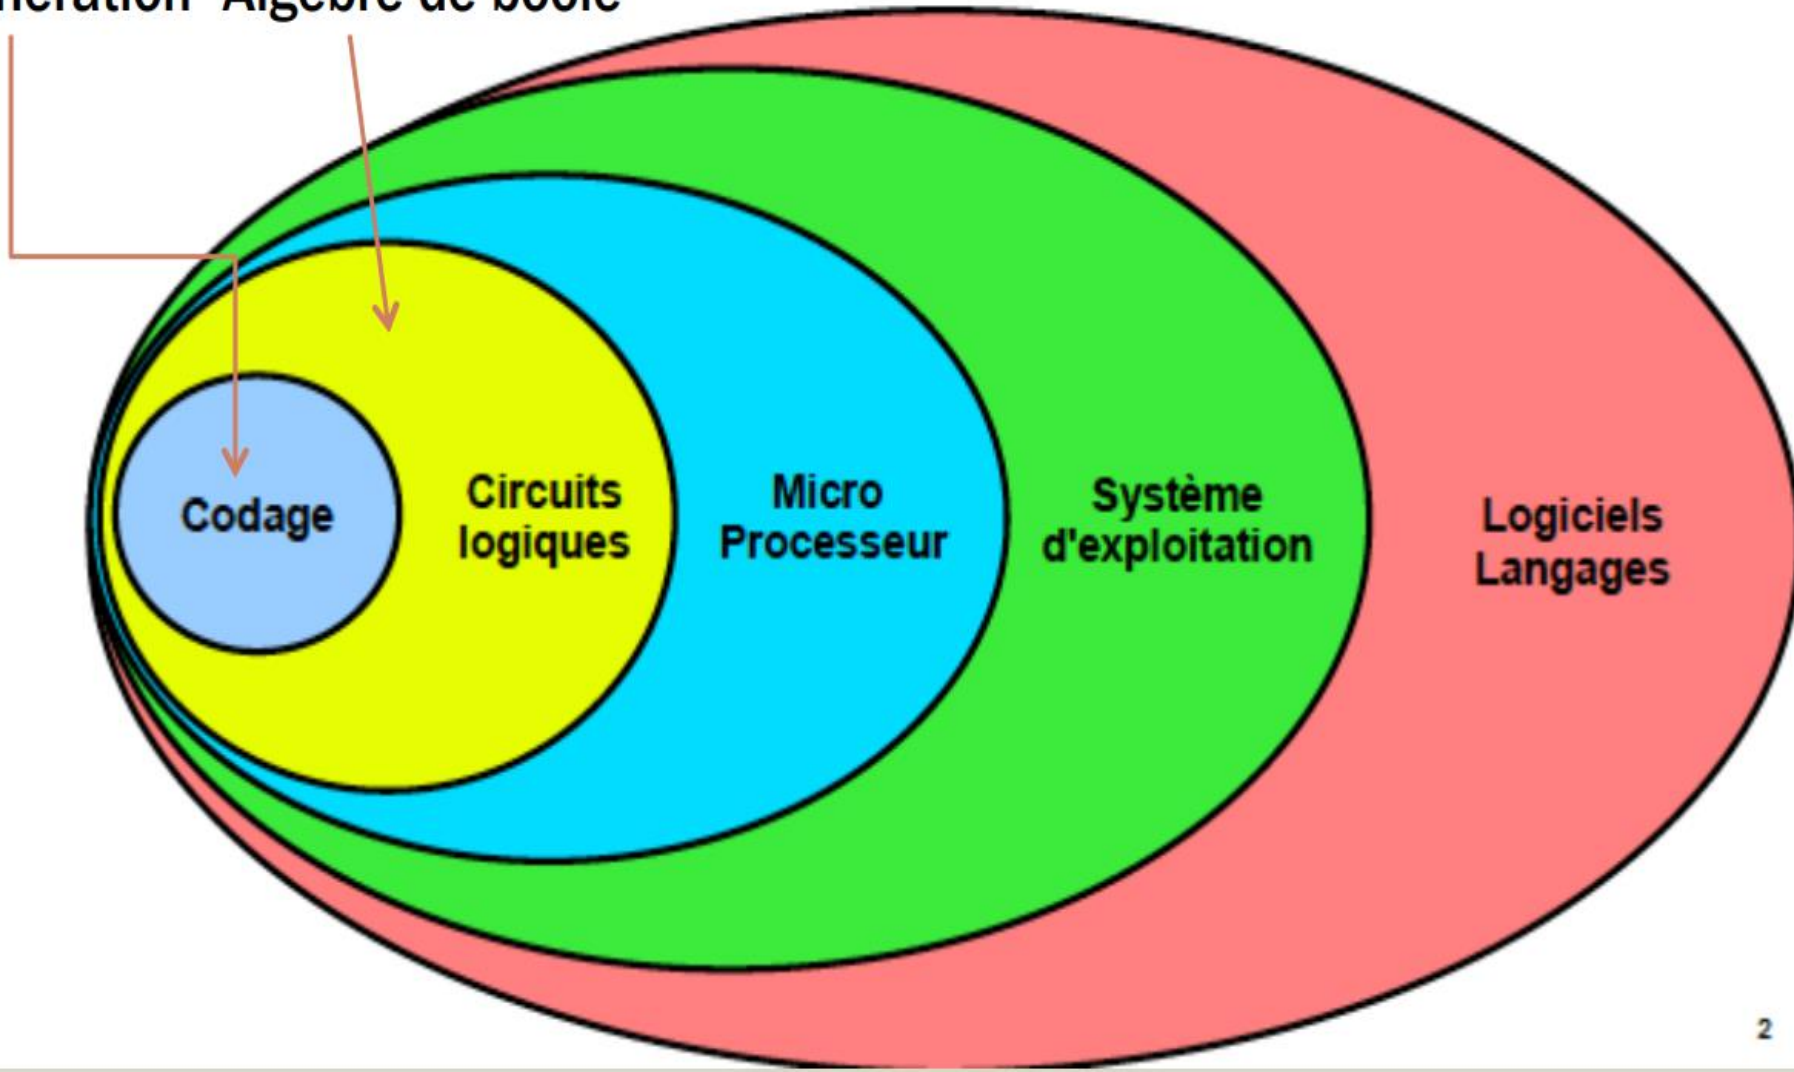 Algèbre de boole
Codage
Circuits
logiques
Micro
Processeur
Système
d'exploitation
Logiciels
Langages
2